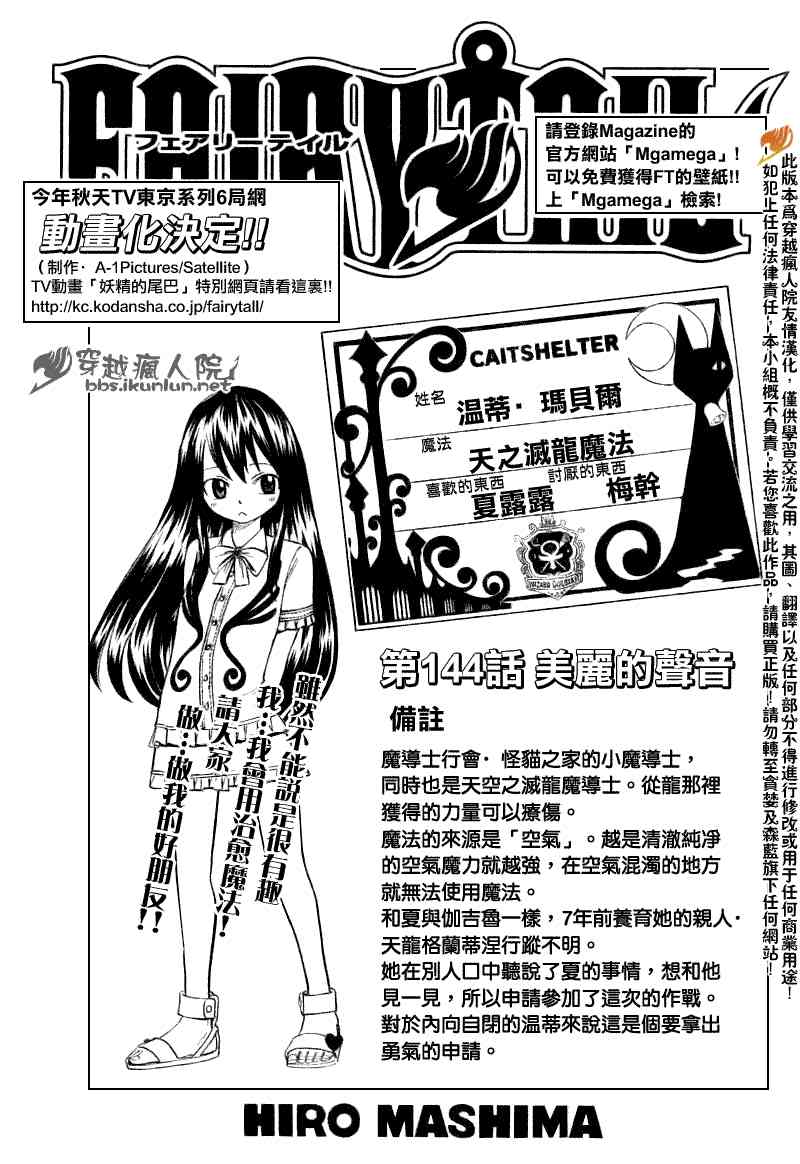 FAIRY TAIL
フェアリーテイル
請登錄Magazine的
官方網站「Mgamega」!
可以免費獲得FT的壁紙!!
上「Mgamega」檢索!
今年秋天TV東京系列6局網
動畫化決定!!
(制作·A-1Pictures/Satellite)
TV動畫「妖精的尾巴」特別網頁請看這裏!!
http://kc.kodansha.co.jp/fairytall/
穿越瘋人院
bbs.ikunlun.net
CAITSHELTER
姓名 温蒂·瑪貝爾
魔法 天之滅龍魔法
喜歡的東西 夏露露
討厭的東西 梅幹
WIZARD GUILDCARD
第144話 美麗的聲音
備註
魔導士行會·怪貓之家的小魔導士，
同時也是天空之滅龍魔導士。從龍那裡
獲得的力量可以療傷。
魔法的來源是「空氣」。越是清澈純凈
的空氣魔力就越強，在空氣混濁的地方
就無法使用魔法。
和夏與伽吉魯一樣，7年前養育她的親人·
天龍格蘭蒂涅行蹤不明。
她在別人口中聽說了夏的事情，想和他
見一見，所以申請參加了這次的作戰。
對於內向自閉的温蒂來說這是個要拿出
勇氣的申請。
雖然不能說是很有趣
我…我會用治愈魔法!
請大家
做…做我的好朋友!!
此版本爲穿越瘋人院友情漢化，僅供學習交流之用，其圖、翻譯以及任何部分不得進行修改或用于任何商業用途!
如犯上任何法律責任，本小組概不負責。若您喜歡此作品，請購買正版!請勿轉至貪婪及森藍旗下任何網站!
HIRO MASHIMA